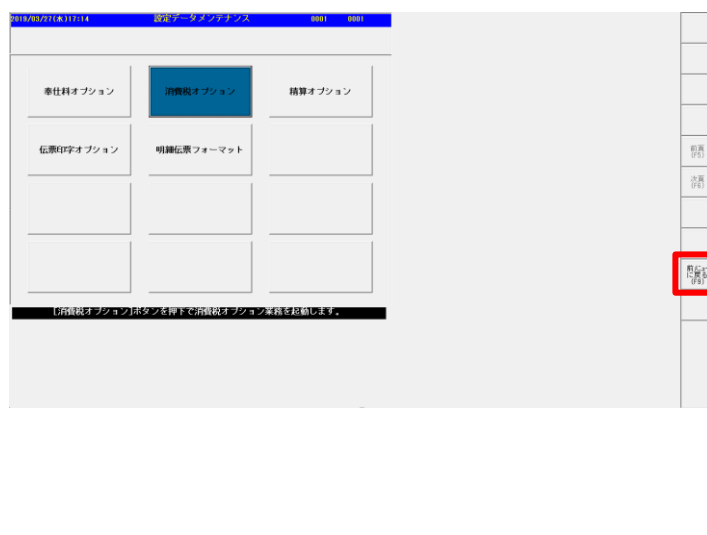 2019/03/27(水)17:14 設定データメンテナンス 0001 0001
奉仕料オプション 消費税オプション 精算オプション
伝票印字オプション 明細伝票フォーマット
前頁
(F5)
次頁
(F6)
に戻る
(F9)
[消費税オプション]ボタンを押下で消費税オプション業務を起動します。